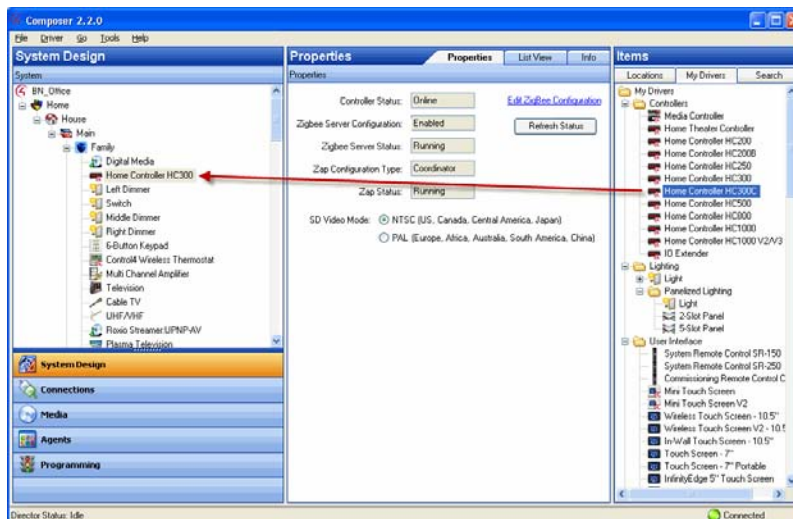 Composer 2.2.0
File Driver Go Tools Help
System Design
System
BN_Office
Home
House
Main
Family
Digital Media
Home Controller HC300
Left Dimmer
Switch
Middle Dimmer
Right Dimmer
6-Button Keypad
Control4 Wireless Thermostat
Multi Channel Amplifier
Television
Cable TV
UHF/VHF
Roxio Streamer:UPNP-AV
Plasma Television
System Design
Connections
Media
Agents
Programming
Director Status: Idle
Properties
Properties List View Info
Properties
Controller Status: Online Edit ZigBee Configuration
Zigbee Server Configuration: Enabled Refresh Status
Zigbee Server Status: Running
Zap Configuration Type: Coordinator
Zap Status: Running
SD Video Mode: NTSC (US, Canada, Central America, Japan)
PAL (Europe, Africa, Australia, South America, China)
Items
Locations My Drivers Search
My Drivers
Controllers
Media Controller
Home Theater Controller
Home Controller HC200
Home Controller HC200B
Home Controller HC250
Home Controller HC300
Home Controller HC300C
Home Controller HC500
Home Controller HC800
Home Controller HC1000
Home Controller HC1000 V2/V3
IO Extender
Lighting
Light
Panelized Lighting
Light
2-Slot Panel
5-Slot Panel
User Interface
System Remote Control SR-150
System Remote Control SR-250
Commissioning Remote Control C
Mini Touch Screen
Mini Touch Screen V2
Wireless Touch Screen - 10.5"
Wireless Touch Screen V2 - 10.5
In-Wall Touch Screen - 10.5"
Touch Screen - 7"
Touch Screen - 7" Portable
InfinityEdge 5" Touch Screen
Connected